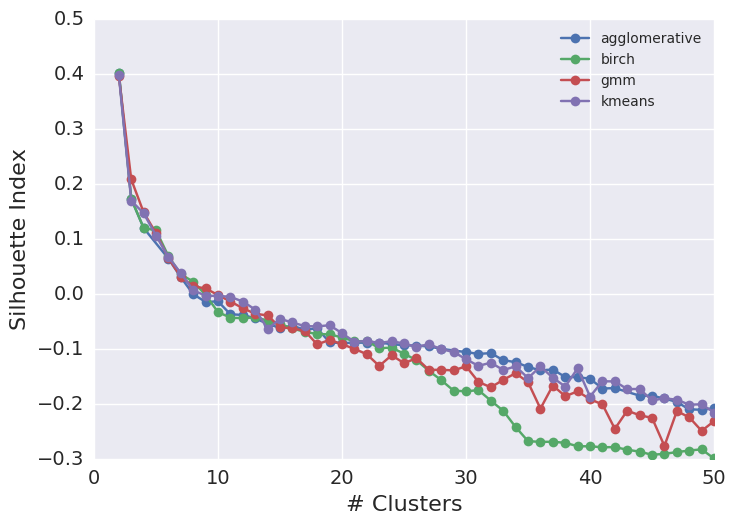 0.5
0.4
0.3
0.2
0.1
0.0
−0.1
−0.2
−0.3
Silhouette Index
agglomerative
birch
gmm
kmeans
0 10 20 30 40 50
# Clusters